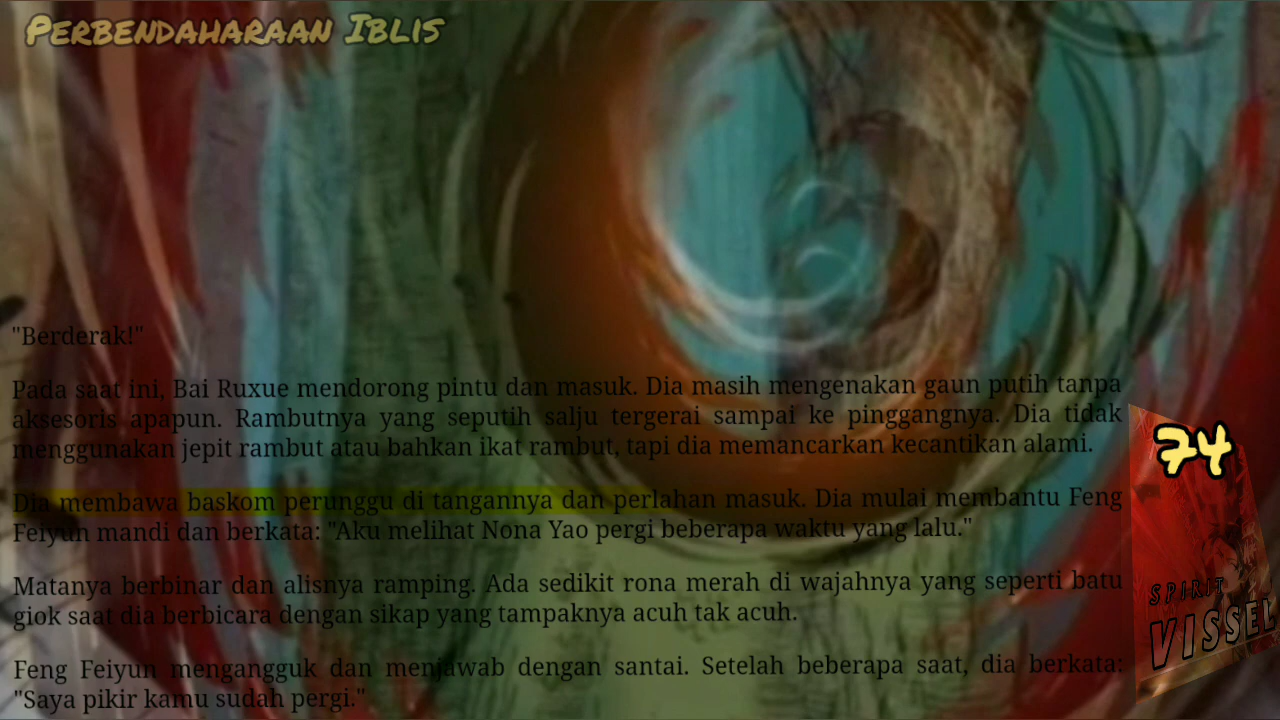 Perbendaharaan Iblis
"Berderak!"
Pada saat ini, Bai Ruxue mendorong pintu dan masuk. Dia masih mengenakan gaun putih tanpa
aksesoris apapun. Rambutnya yang seputih salju tergerai sampai ke pinggangnya. Dia tidak
menggunakan jepit rambut atau bahkan ikat rambut, tapi dia memancarkan kecantikan alami.
Dia membawa baskom perunggu di tangannya dan perlahan masuk. Dia mulai membantu Feng
Feiyun mandi dan berkata: "Aku melihat Nona Yao pergi beberapa waktu yang lalu."
Matanya berbinar dan alisnya ramping. Ada sedikit rona merah di wajahnya yang seperti batu
giok saat dia berbicara dengan sikap yang tampaknya acuh tak acuh.
Feng Feiyun mengangguk dan menjawab dengan santai. Setelah beberapa saat, dia berkata:
"Saya pikir kamu sudah pergi."
74
SPIRIT
VISSEL